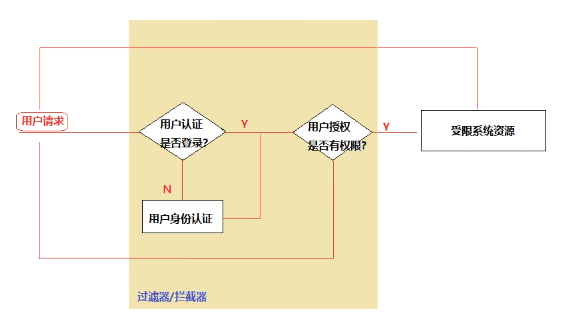 用户请求
用户认证
是否登录?
Y
用户授权
是否有权限?
Y
受限系统资源
N
用户身份认证
过滤器/拦截器